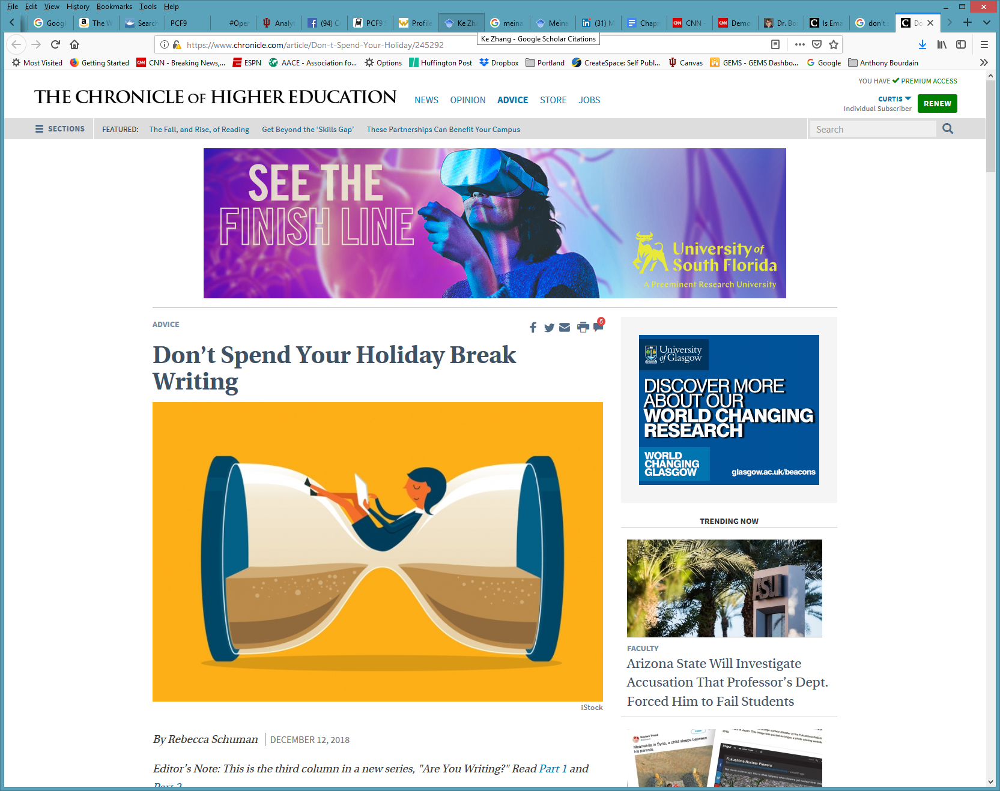 File Edit View History Bookmarks Tools Help
Googl The W Search PCF9 #Oper Analyt (94) C PCF9 Profile Ke Zha meina Meina (31) M Chapt CNN - Demo Dr. Bo Is Ema don't Do
https://www.chronicle.com/article/Don-t-Spend-Your-Holiday/245292
Ke Zhang - Google Scholar Citations
Most Visited Getting Started CNN - Breaking News,... ESPN AACE - Association fo... Options Huffington Post Dropbox Portland CreateSpace: Self Publ... Canvas GEMS - GEMS Dashbo... Google Anthony Bourdain
YOU HAVE PREMIUM ACCESS
THE CHRONICLE OF HIGHER EDUCATION NEWS OPINION ADVICE STORE JOBS
CURTIS
Individual Subscriber
RENEW
SECTIONS FEATURED: The Fall, and Rise, of Reading Get Beyond the ‘Skills Gap’ These Partnerships Can Benefit Your Campus Search
SEE THE
FINISH LINE
University of
South Florida
A Preeminent Research University
ADVICE
5
Don’t Spend Your Holiday Break
Writing
iStock
By Rebecca Schuman DECEMBER 12, 2018
Editor’s Note: This is the third column in a new series, "Are You Writing?" Read Part 1 and
Part 2
University
of Glasgow
DISCOVER MORE
ABOUT OUR
WORLD CHANGING
RESEARCH
WORLD
CHANGING
GLASGOW
glasgow.ac.uk/beacons
TRENDING NOW
ASU
FACULTY
Arizona State Will Investigate
Accusation That Professor’s Dept.
Forced Him to Fail Students
Meanwhile in Syria, a child sleeps between
his parents.
imgur
Fukushima Nuclear Flowers